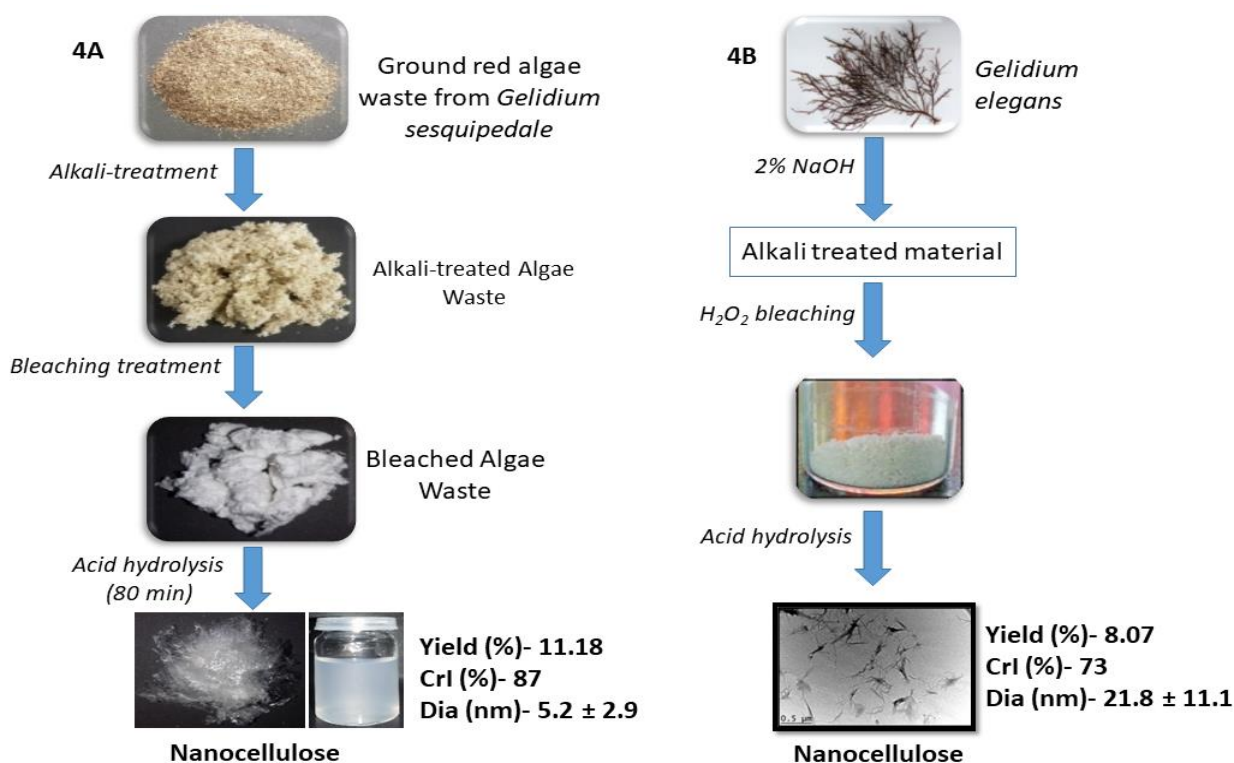 4A
Ground red algae
waste from Gelidium
sesquipedale
Alkali-treatment
Alkali-treated Algae
Waste
Bleaching treatment
Bleached Algae
Waste
Acid hydrolysis
(80 min)
Yield (%)- 11.18
CrI (%)- 87
Dia (nm)- 5.2 ± 2.9
Nanocellulose
4B
Gelidium
elegans
2% NaOH
Alkali treated material
H₂O₂ bleaching
Acid hydrolysis
0.5 µm
Yield (%)- 8.07
CrI (%)- 73
Dia (nm)- 21.8 ± 11.1
Nanocellulose